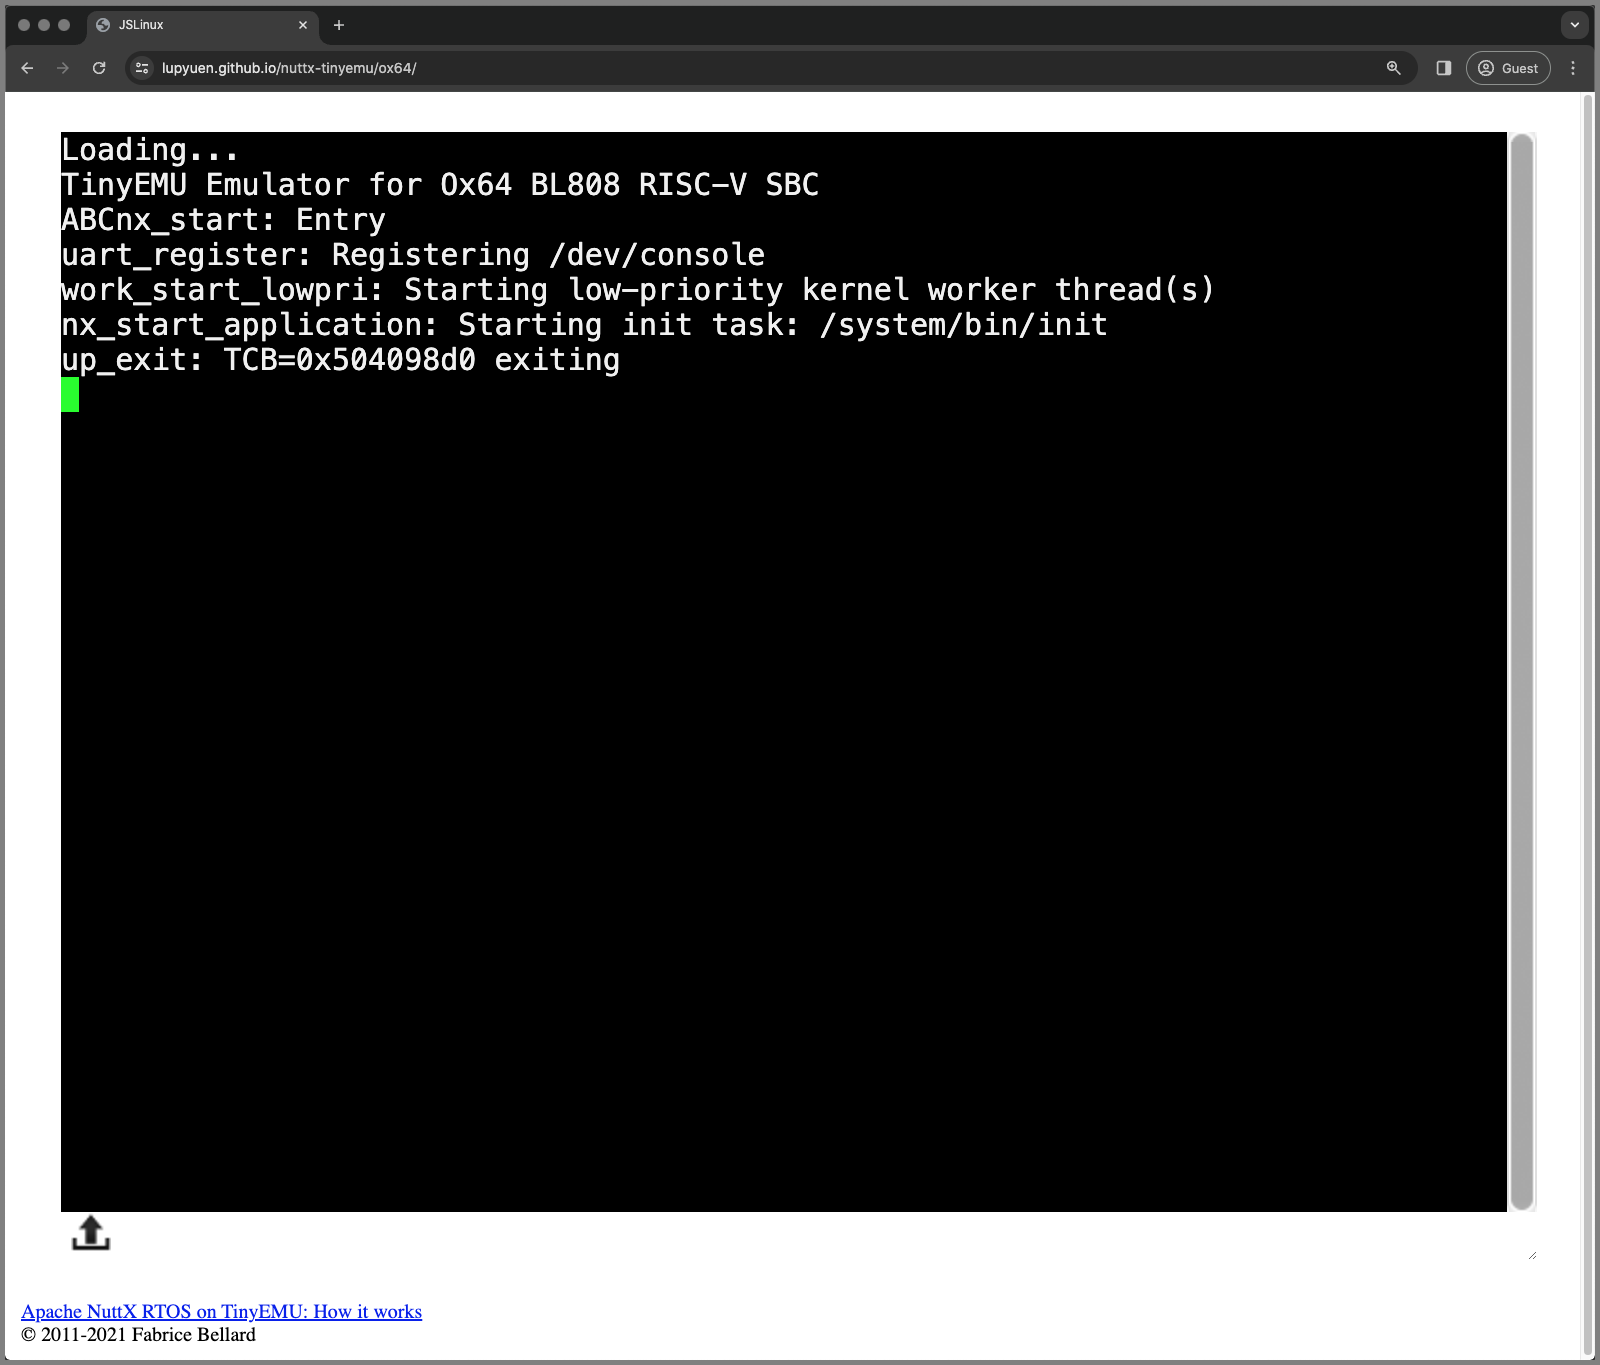 JSLinux
lupyuen.github.io/nuttx-tinyemu/ox64/
Guest
Loading...
TinyEMU Emulator for Ox64 BL808 RISC-V SBC
ABCnx_start: Entry
uart_register: Registering /dev/console
work_start_lowpri: Starting low-priority kernel worker thread(s)
nx_start_application: Starting init task: /system/bin/init
up_exit: TCB=0x504098d0 exiting
Apache NuttX RTOS on TinyEMU: How it works
© 2011-2021 Fabrice Bellard